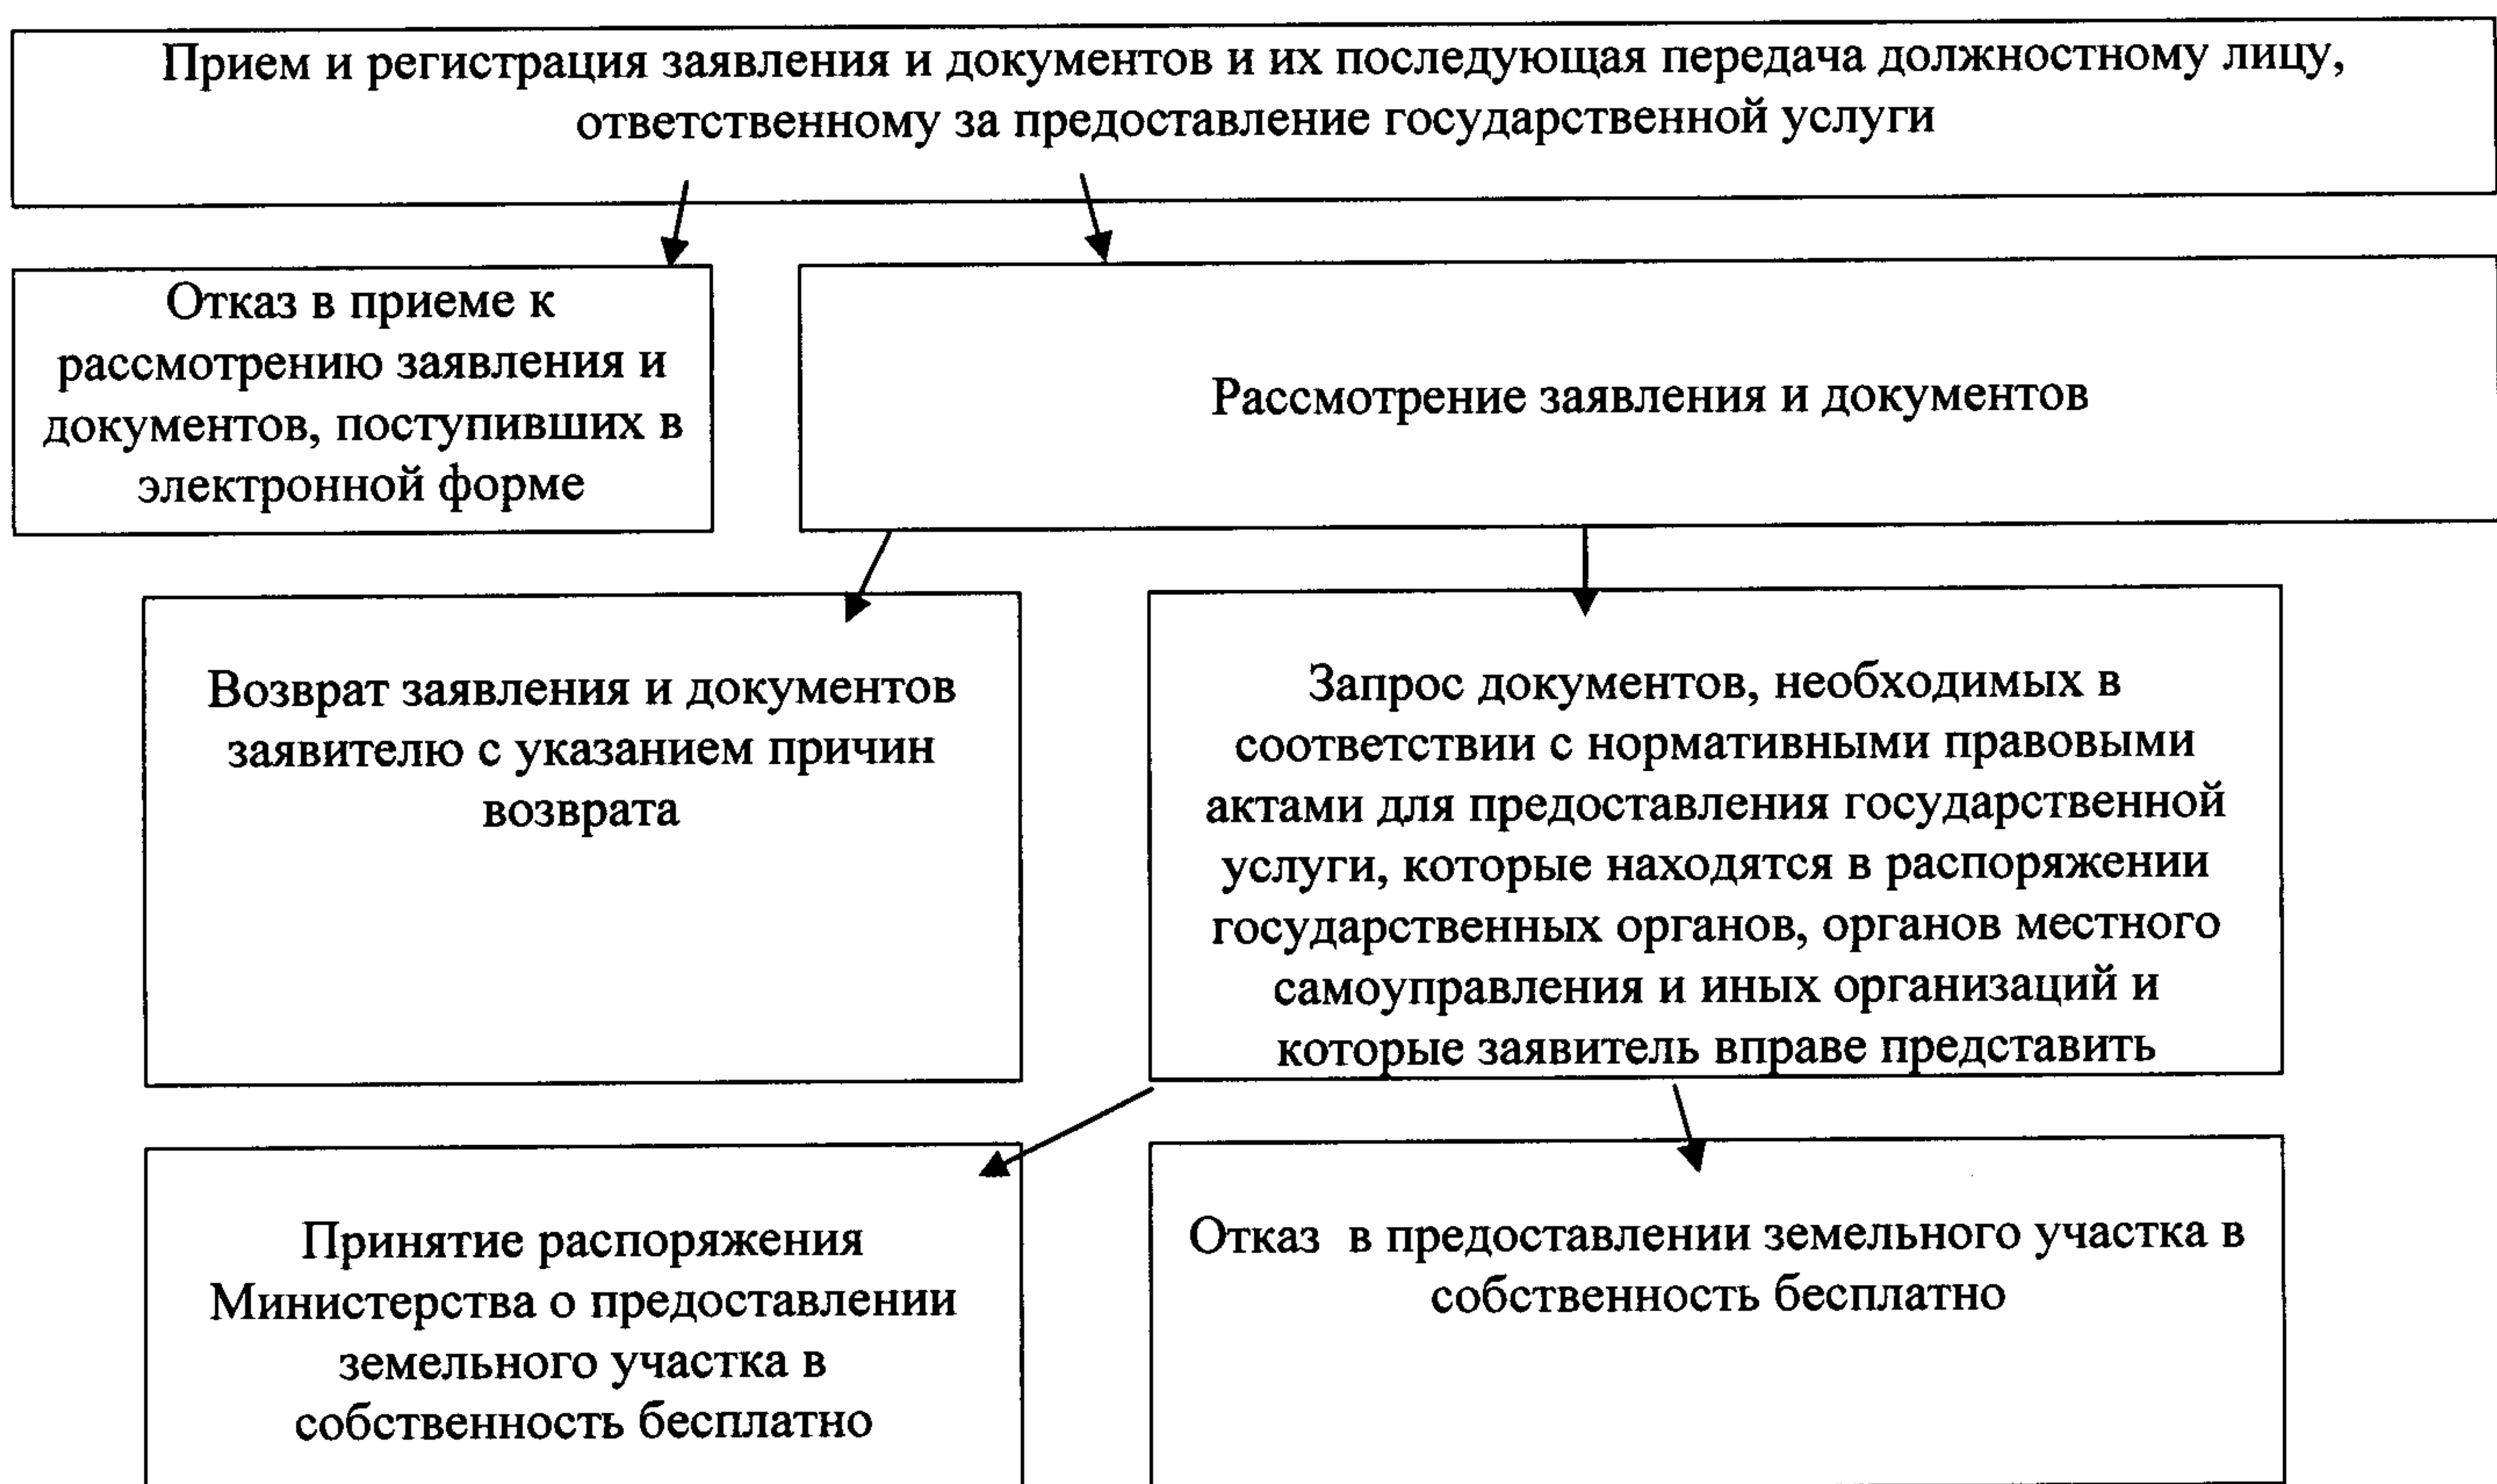 Прием и регистрация заявления и документов и их последующая передача должностному лицу,
ответственному за предоставление государственной услуги
Отказ в приеме к
рассмотрению заявления и
документов, поступивших в
электронной форме
Рассмотрение заявления и документов
Возврат заявления и документов
заявителю с указанием причин
возврата
Запрос документов, необходимых в
соответствии с нормативными правовыми
актами для предоставления государственной
услуги, которые находятся в распоряжении
государственных органов, органов местного
самоуправления и иных организаций и
которые заявитель вправе представить
Принятие распоряжения
Министерства о предоставлении
земельного участка в
собственность бесплатно
Отказ в предоставлении земельного участка в
собственность бесплатно